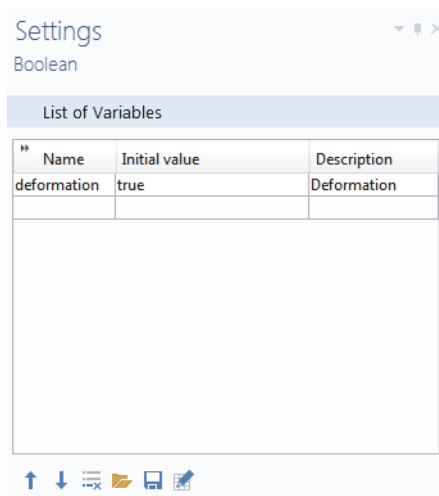 Settings
Boolean
List of Variables
Name Initial value Description
deformation true Deformation